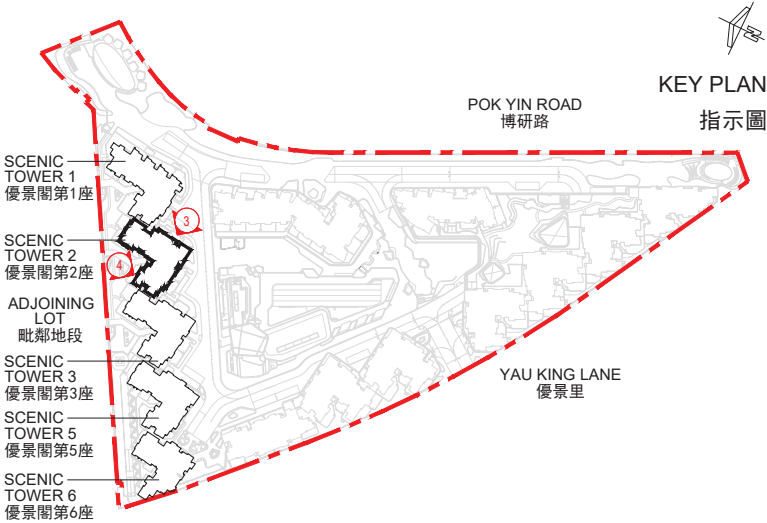 N
KEY PLAN
指示圖
POK YIN ROAD
博研路
SCENIC
TOWER 1
優景閣第1座
3
SCENIC
TOWER 2
優景閣第2座
4
ADJOINING
LOT
毗鄰地段
SCENIC
TOWER 3
優景閣第3座
YAU KING LANE
優景里
SCENIC
TOWER 5
優景閣第5座
SCENIC
TOWER 6
優景閣第6座